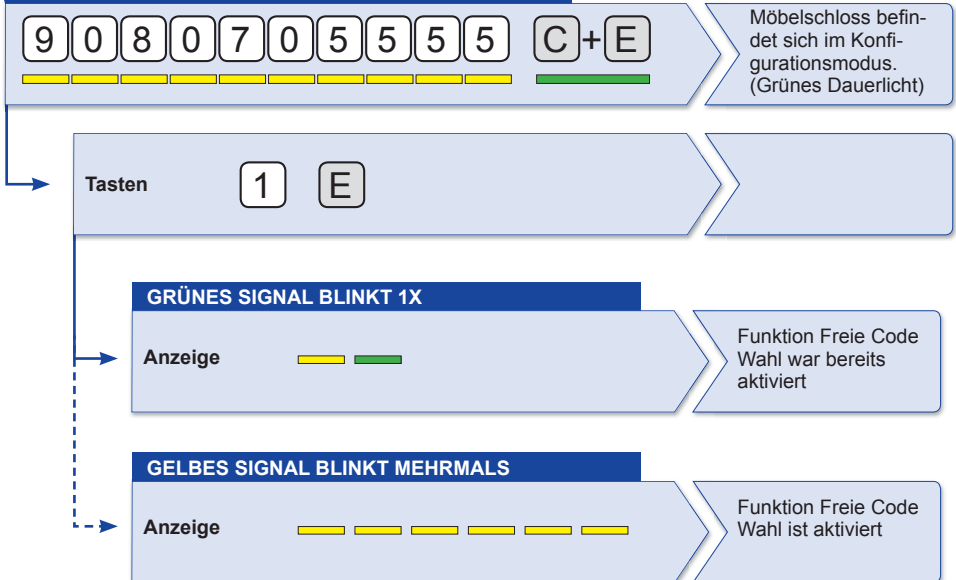 9 0 8 0 7 0 5 5 5 5 C + E
Möbelschloss befin-
det sich im Konfi-
gurationsmodus.
(Grünes Dauerlicht)
Tasten 1 E
GRÜNES SIGNAL BLINKT 1X
Anzeige
Funktion Freie Code
Wahl war bereits
aktiviert
GELBES SIGNAL BLINKT MEHRMALS
Anzeige
Funktion Freie Code
Wahl ist aktiviert